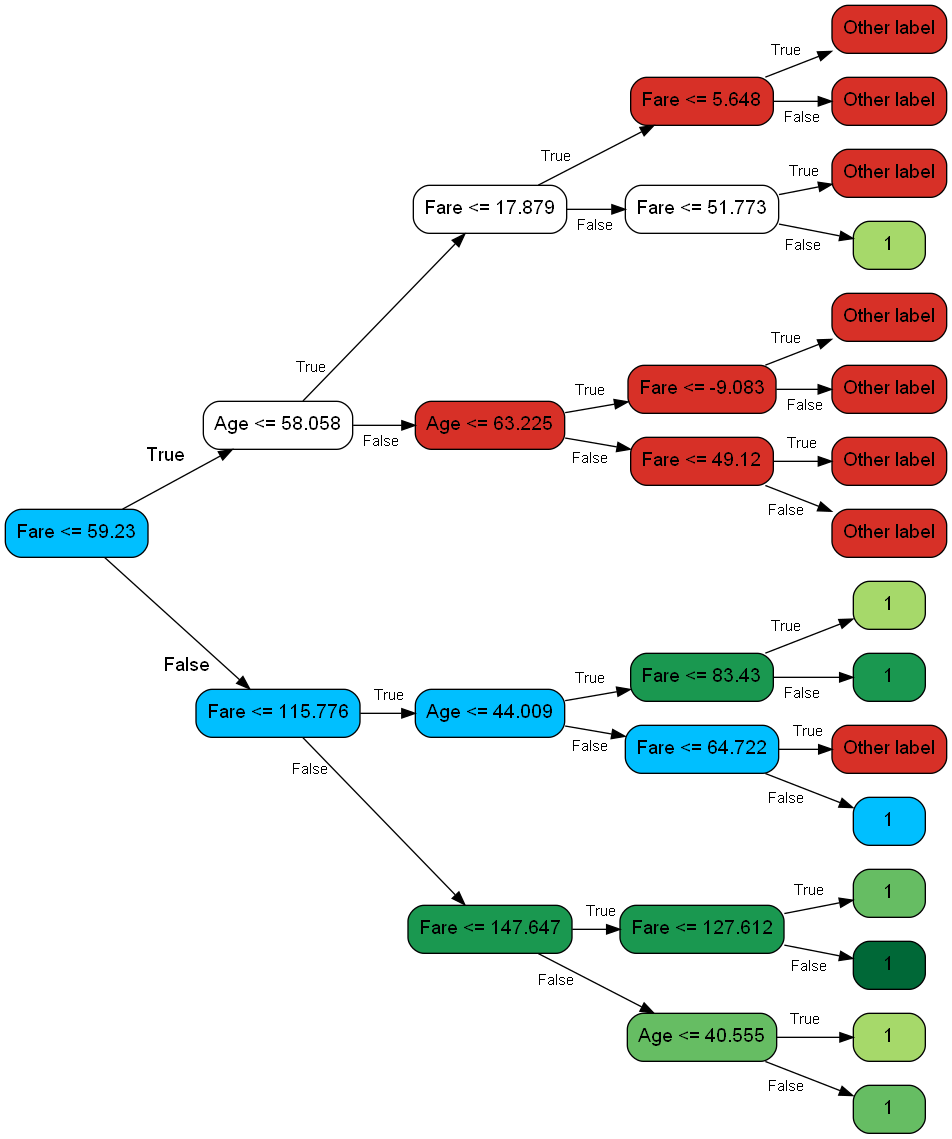 Other label
True
Fare <= 5.648
Other label
False
True
Other label
True
Fare <= 17.879
Fare <= 51.773
False
1
False
Other label
True
True
Fare <= -9.083
Other label
True
False
Age <= 58.058
Age <= 63.225
False
True
Other label
True
Fare <= 49.12
False
False
Other label
Fare <= 59.23
1
True
False
True
Fare <= 83.43
1
True
False
Fare <= 115.776
Age <= 44.009
True
Other label
False
Fare <= 64.722
False
False
1
True
1
True
Fare <= 147.647
Fare <= 127.612
False
1
False
True
Age <= 40.555
1
False
1